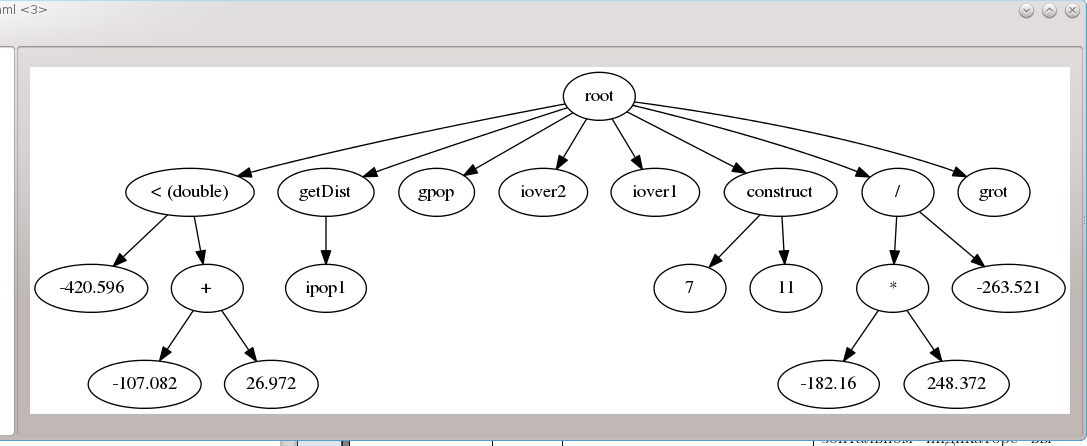 aml <3>
root
< (double)
getDist
gpop
iover2
iover1
construct
/
grot
-420.596
+
ipop1
7
11
*
-263.521
-107.082
26.972
-182.16
248.372